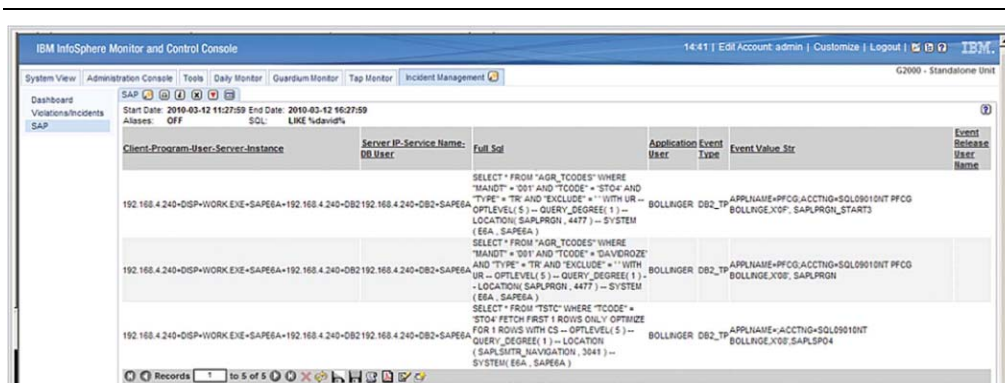 IBM InfoSphere Monitor and Control Console
14:41 | Edit Account: admin | Customize | Logout |
IBM.
System View Administration Console Tools Daily Monitor Guardium Monitor Tap Monitor Incident Management
G2000 - Standalone Unit
Dashboard
Violations/Incidents
SAP
SAP
Start Date: 2010-03-12 11:27:59 End Date: 2010-03-12 16:27:59
Aliases: OFF SQL: LIKE %david%
Client-Program-User-Server-Instance
Server IP-Service Name-
DB User
Full Sql
Application
User
Event
Type
Event Value Str
Event
Release
User
Name
192.168.4.240+DISP+WORK.EXE+SAPE6A+192.168.4.240+DB2
192.168.4.240+DB2+SAPE6A
SELECT * FROM "AGR_TCODES" WHERE
"MANDT" = '001' AND "TCODE" = 'ST04' AND
"TYPE" = 'TR' AND "EXCLUDE" = ' ' WITH UR --
OPTLEVEL( 5 ) -- QUERY_DEGREE( 1 ) --
LOCATION( SAPLPRGN , 4477 ) -- SYSTEM
( E6A , SAPE6A )
BOLLINGER
DB2_TP
APPLNAME=PFCG;ACCTNG=SQL09010NT PFCG
BOLLINGE,X'0F', SAPLPRGN_START3
192.168.4.240+DISP+WORK.EXE+SAPE6A+192.168.4.240+DB2
192.168.4.240+DB2+SAPE6A
SELECT * FROM "AGR_TCODES" WHERE
"MANDT" = '001' AND "TCODE" = 'DAVIDROZE'
AND "TYPE" = 'TR' AND "EXCLUDE" = ' ' WITH
UR -- OPTLEVEL( 5 ) -- QUERY_DEGREE( 1 ) -
- LOCATION( SAPLPRGN , 4477 ) -- SYSTEM
( E6A , SAPE6A )
BOLLINGER
DB2_TP
APPLNAME=PFCG;ACCTNG=SQL09010NT PFCG
BOLLINGE,X'00', SAPLPRGN
192.168.4.240+DISP+WORK.EXE+SAPE6A+192.168.4.240+DB2
192.168.4.240+DB2+SAPE6A
SELECT * FROM "TSTC" WHERE "TCODE" =
'ST04' FETCH FIRST 1 ROWS ONLY OPTIMIZE
FOR 1 ROWS WITH CS -- OPTLEVEL( 5 ) --
QUERY_DEGREE( 1 ) -- LOCATION
( SAPLSMTR_NAVIGATION , 3041 ) --
SYSTEM( E6A , SAPE6A )
BOLLINGER
DB2_TP
APPLNAME=;ACCTNG=SQL09010NT
BOLLINGE,X'00',SAPLSPO4
Records 1 to 5 of 5